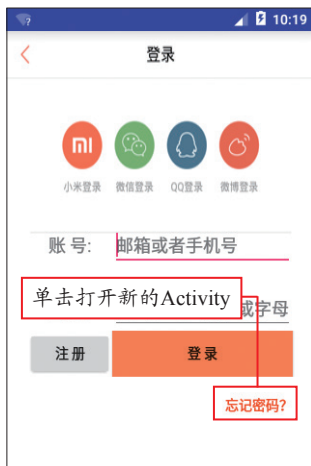 10:19
登录
小米登录 微信登录 QQ登录 微博登录
账 号: 邮箱或者手机号
单击打开新的Activity
或字母
注册 登录
忘记密码?